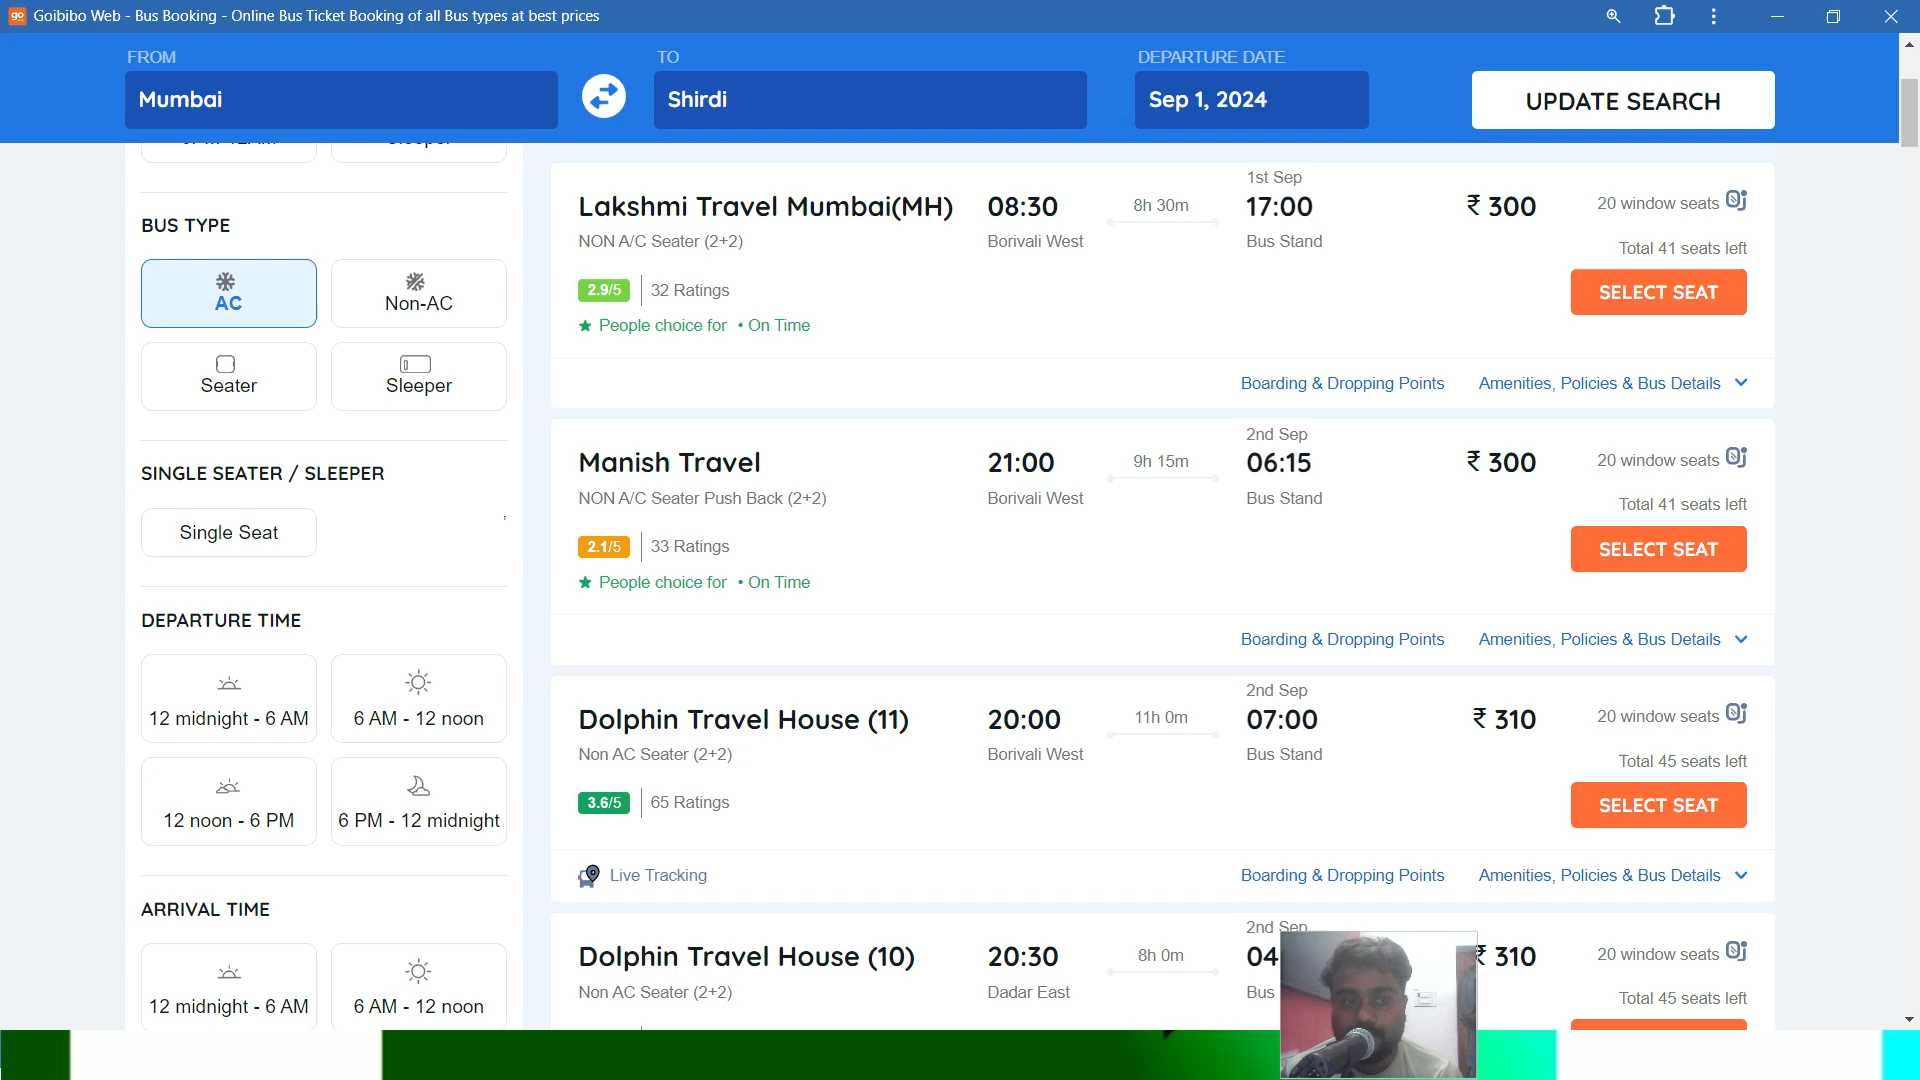 go Goibibo Web - Bus Booking - Online Bus Ticket Booking of all Bus types at best prices
FROM
Mumbai
TO
Shirdi
DEPARTURE DATE
Sep 1, 2024
UPDATE SEARCH
BUS TYPE
AC
Non-AC
Seater
Sleeper
SINGLE SEATER / SLEEPER
Single Seat
DEPARTURE TIME
12 midnight - 6 AM
6 AM - 12 noon
12 noon - 6 PM
6 PM - 12 midnight
ARRIVAL TIME
12 midnight - 6 AM
6 AM - 12 noon
1st Sep
Lakshmi Travel Mumbai(MH) 08:30 8h 30m 17:00 ₹ 300 20 window seats
NON A/C Seater (2+2) Borivali West Bus Stand Total 41 seats left
2.9/5 32 Ratings SELECT SEAT
People choice for • On Time
Boarding & Dropping Points Amenities, Policies & Bus Details
2nd Sep
Manish Travel 21:00 9h 15m 06:15 ₹ 300 20 window seats
NON A/C Seater Push Back (2+2) Borivali West Bus Stand Total 41 seats left
2.1/5 33 Ratings SELECT SEAT
People choice for • On Time
Boarding & Dropping Points Amenities, Policies & Bus Details
2nd Sep
Dolphin Travel House (11) 20:00 11h 0m 07:00 ₹ 310 20 window seats
Non AC Seater (2+2) Borivali West Bus Stand Total 45 seats left
3.6/5 65 Ratings SELECT SEAT
Live Tracking Boarding & Dropping Points Amenities, Policies & Bus Details
2nd Sep
Dolphin Travel House (10) 20:30 8h 0m 04 ₹ 310 20 window seats
Non AC Seater (2+2) Dadar East Bus Total 45 seats left